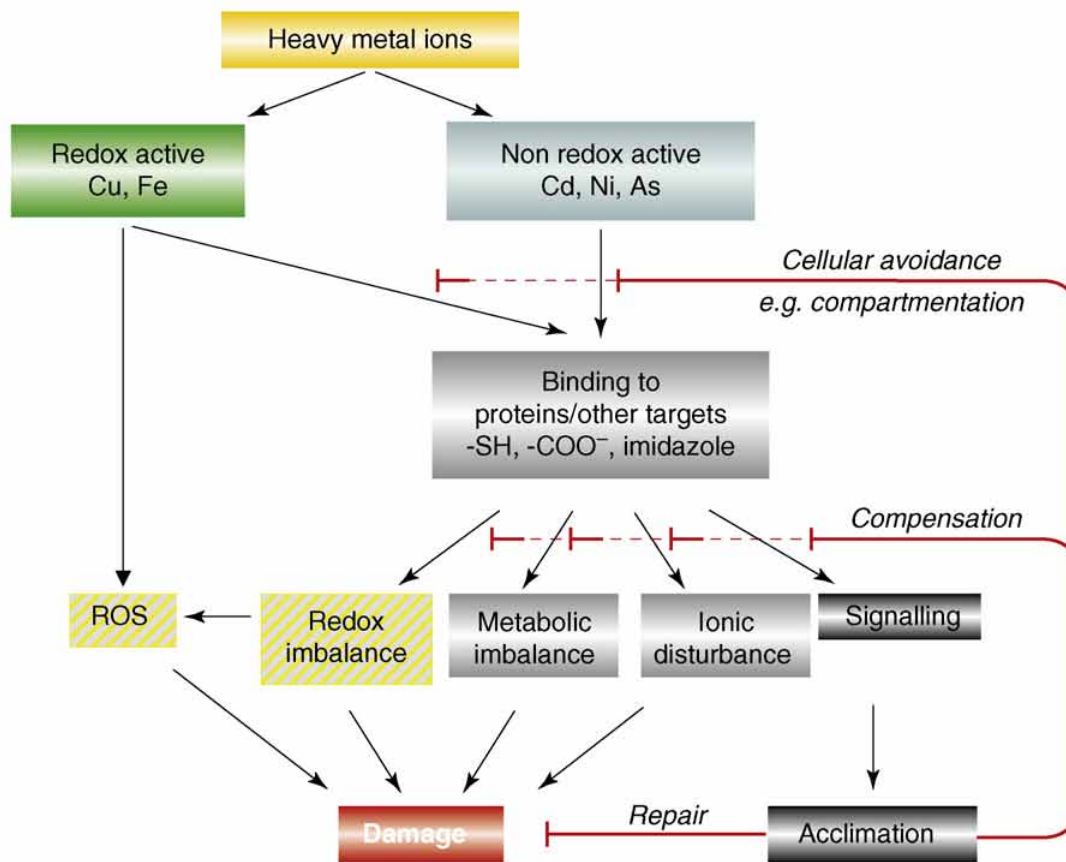 Heavy metal ions
Redox active
Cu, Fe
Non redox active
Cd, Ni, As
Cellular avoidance
e.g. compartmentation
Binding to
proteins/other targets
-SH, -COO⁻, imidazole
Compensation
ROS
Redox
imbalance
Metabolic
imbalance
Ionic
disturbance
Signalling
Damage
Repair
Acclimation